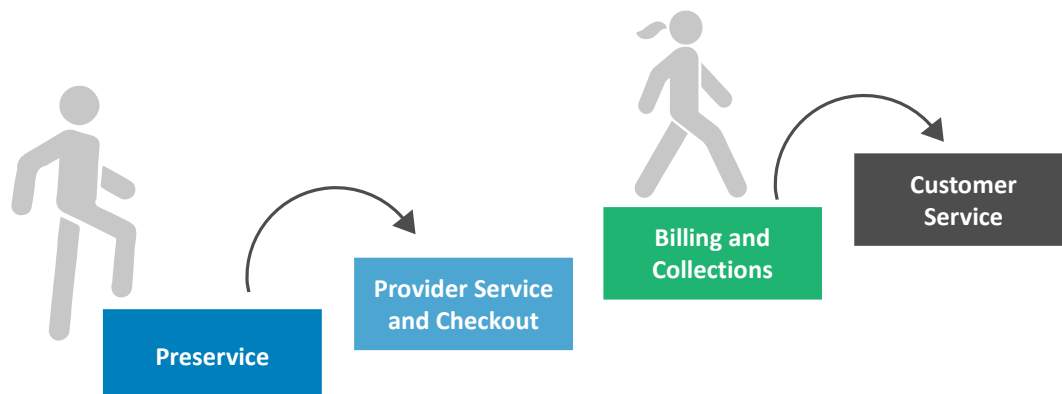 Preservice
Provider Service
and Checkout
Billing and
Collections
Customer
Service